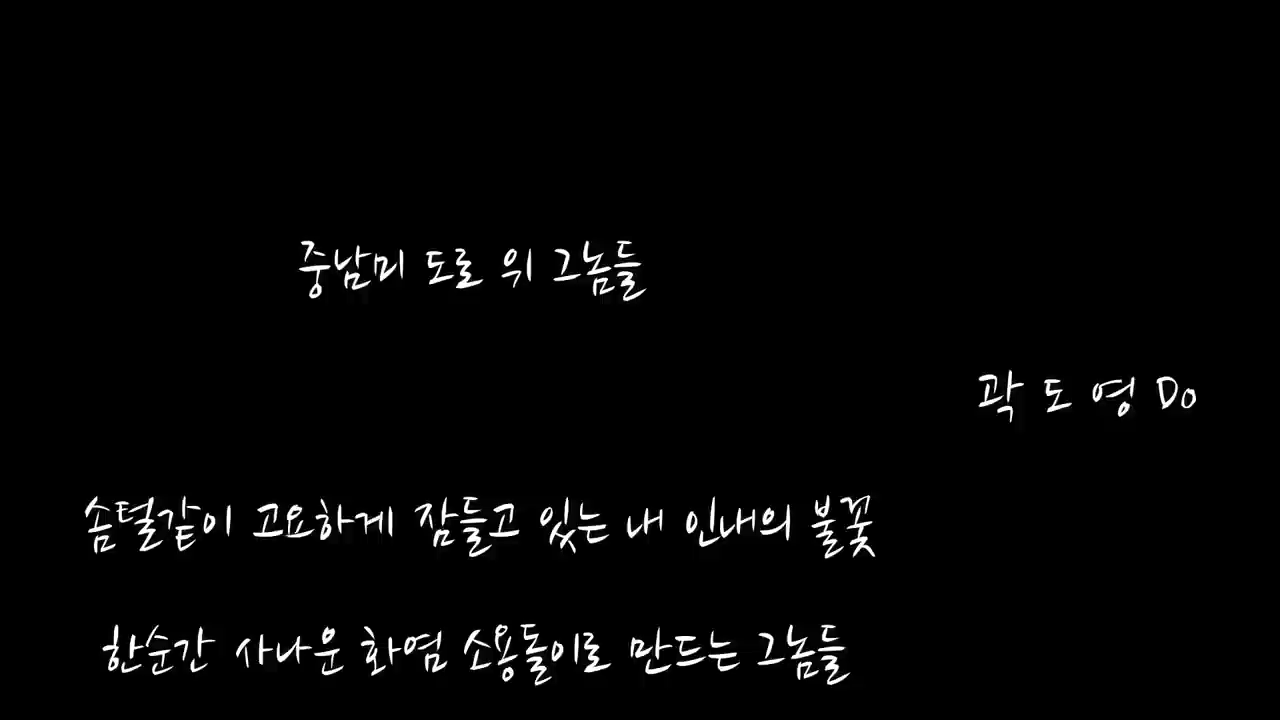 중남미 도로 위 그놈들
곽 도 영 Do
솜털같이 고요하게 잠들고 있는 내 인내의 불꽃
한순간 사나운 화염 소용돌이로 만드는 그놈들